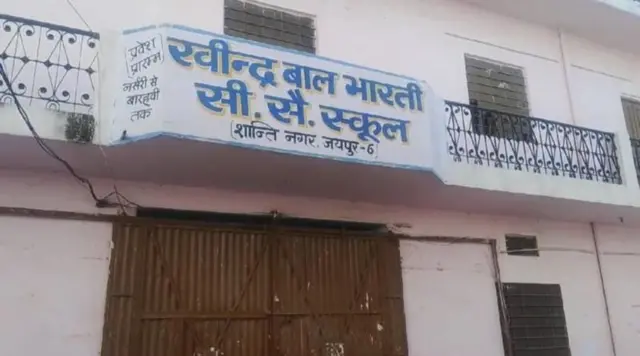 प्रवेश
प्रारम्भ
नर्सरी से
बारहवीं
तक
रवीन्द्र बाल भारती
सी. सै. स्कूल
(शान्ति नगर, जयपुर-6)